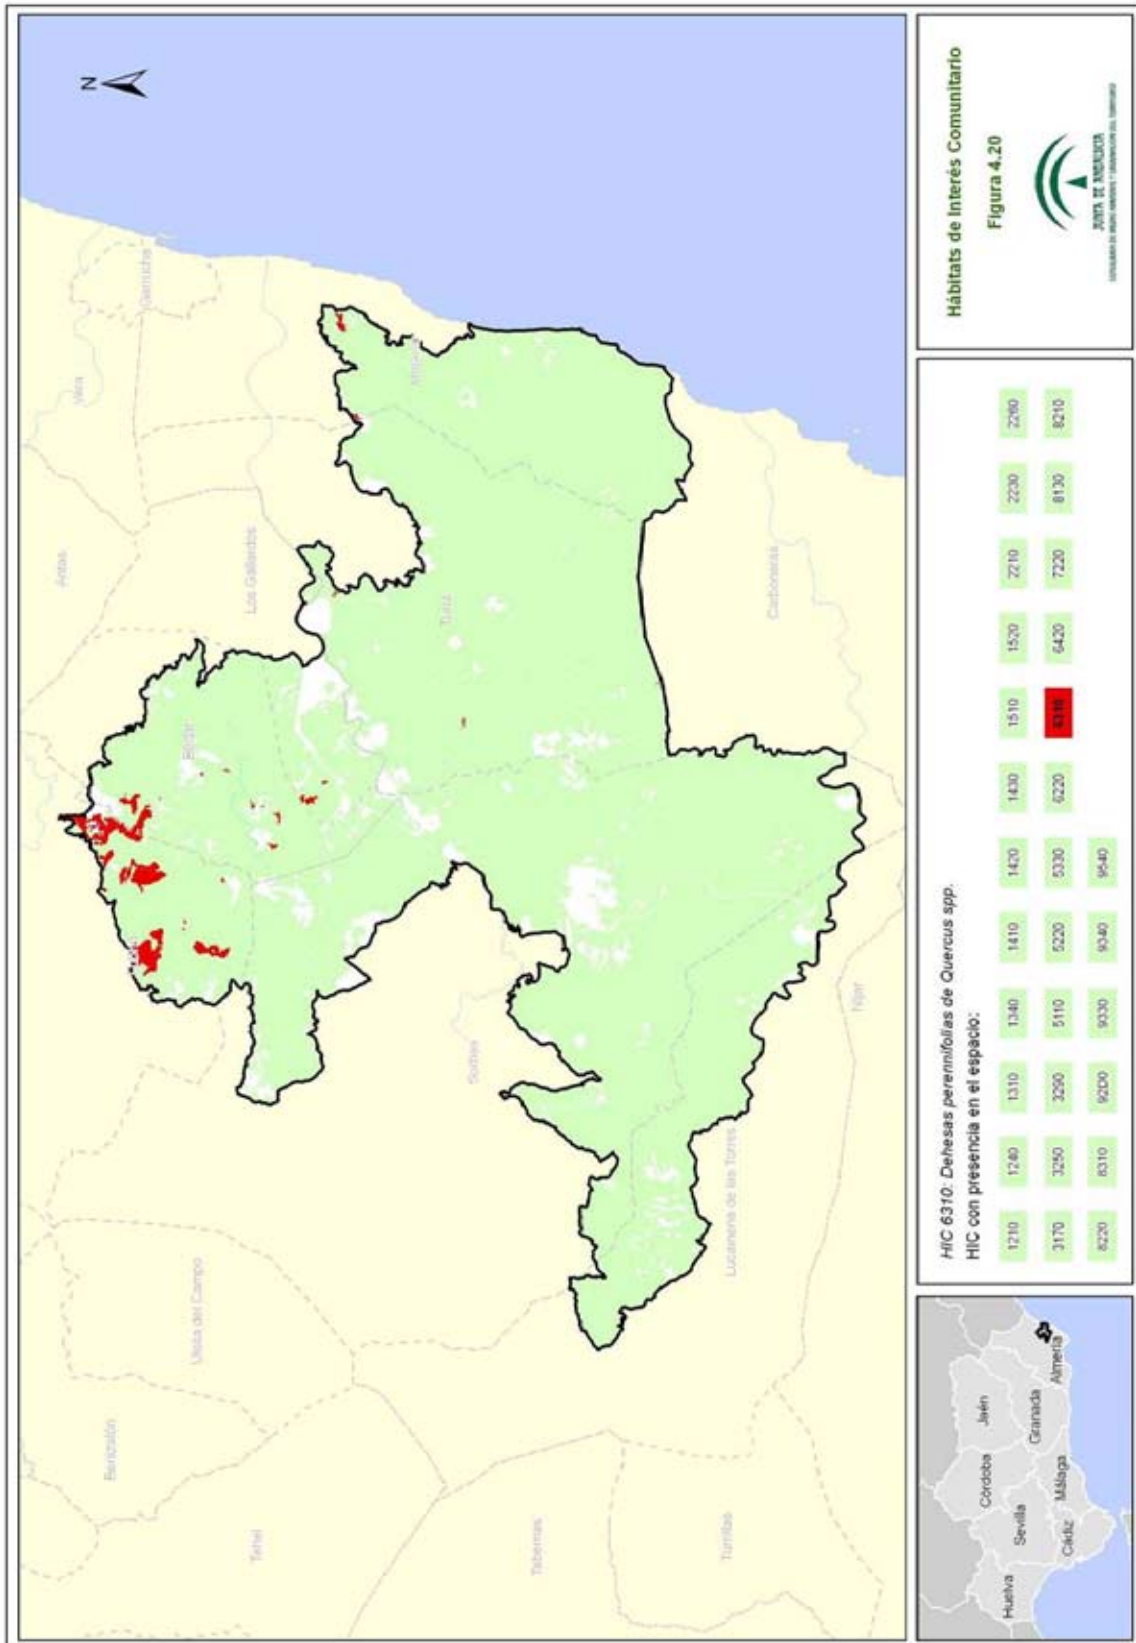 N
Antas
Vera
Garrucha
Los Gallardos
Bédar
Mojácar
Turre
Carboneras
Benizalón
Uleila del Campo
Tahal
Sorbas
Tabernas
Lucainena de las Torres
Níjar
Turrillas
Huelva
Sevilla
Córdoba
Jaén
Cádiz
Málaga
Granada
Almería
HIC 6310: Dehesas perennifolias de Quercus spp.
HIC con presencia en el espacio:
1210 1240 1310 1340 1410 1420 1430 1510 1520 2210 2230 2260
3170 3250 3290 5110 5220 5330 6220 6310 6420 7220 8130 8210
8220 8310 92D0 9330 9340 9540
Hábitats de Interés Comunitario
Figura 4.20
JUNTA DE ANDALUCIA